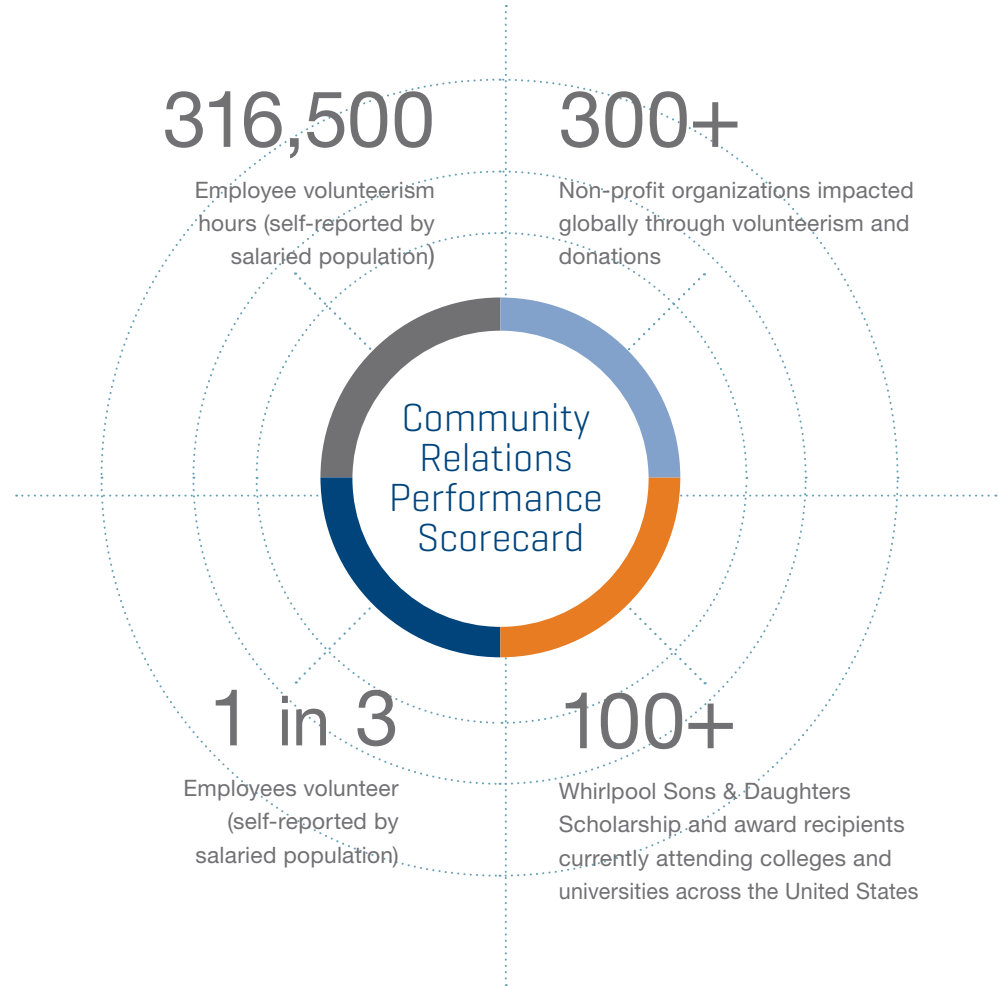 316,500
Employee volunteerism
hours (self-reported by
salaried population)
300+
Non-profit organizations impacted
globally through volunteerism and
donations
Community
Relations
Performance
Scorecard
1 in 3
Employees volunteer
(self-reported by
salaried population)
100+
Whirlpool Sons & Daughters
Scholarship and award recipients
currently attending colleges and
universities across the United States